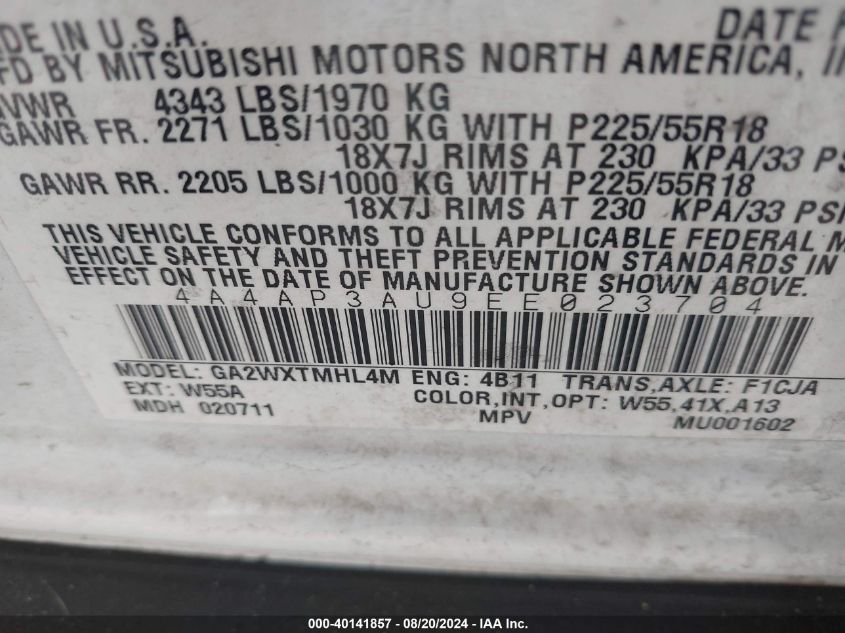 DE IN U.S.A. DATE
FD BY MITSUBISHI MOTORS NORTH AMERICA,
VWR 4343 LBS/1970 KG
GAWR FR. 2271 LBS/1030 KG WITH P225/55R18
18X7J RIMS AT 230 KPA/33 PS
GAWR RR. 2205 LBS/1000 KG WITH P225/55R18
18X7J RIMS AT 230 KPA/33 PSI
THIS VEHICLE CONFORMS TO ALL APPLICABLE FEDERAL M
VEHICLE SAFETY AND THEFT PREVENTION STANDARDS IN
EFFECT ON THE DATE OF MANUFACTURE SHOWN ABOVE.
4A4AP3AU9EE023704
MODEL: GA2WXTMHL4M ENG: 4B11 TRANS,AXLE: F1CJA
EXT: W55A COLOR,INT,OPT: W55,41X,A13
MDH 020711 MPV MU001602
000-40141857 | 08/20/2024 - IAA Inc.